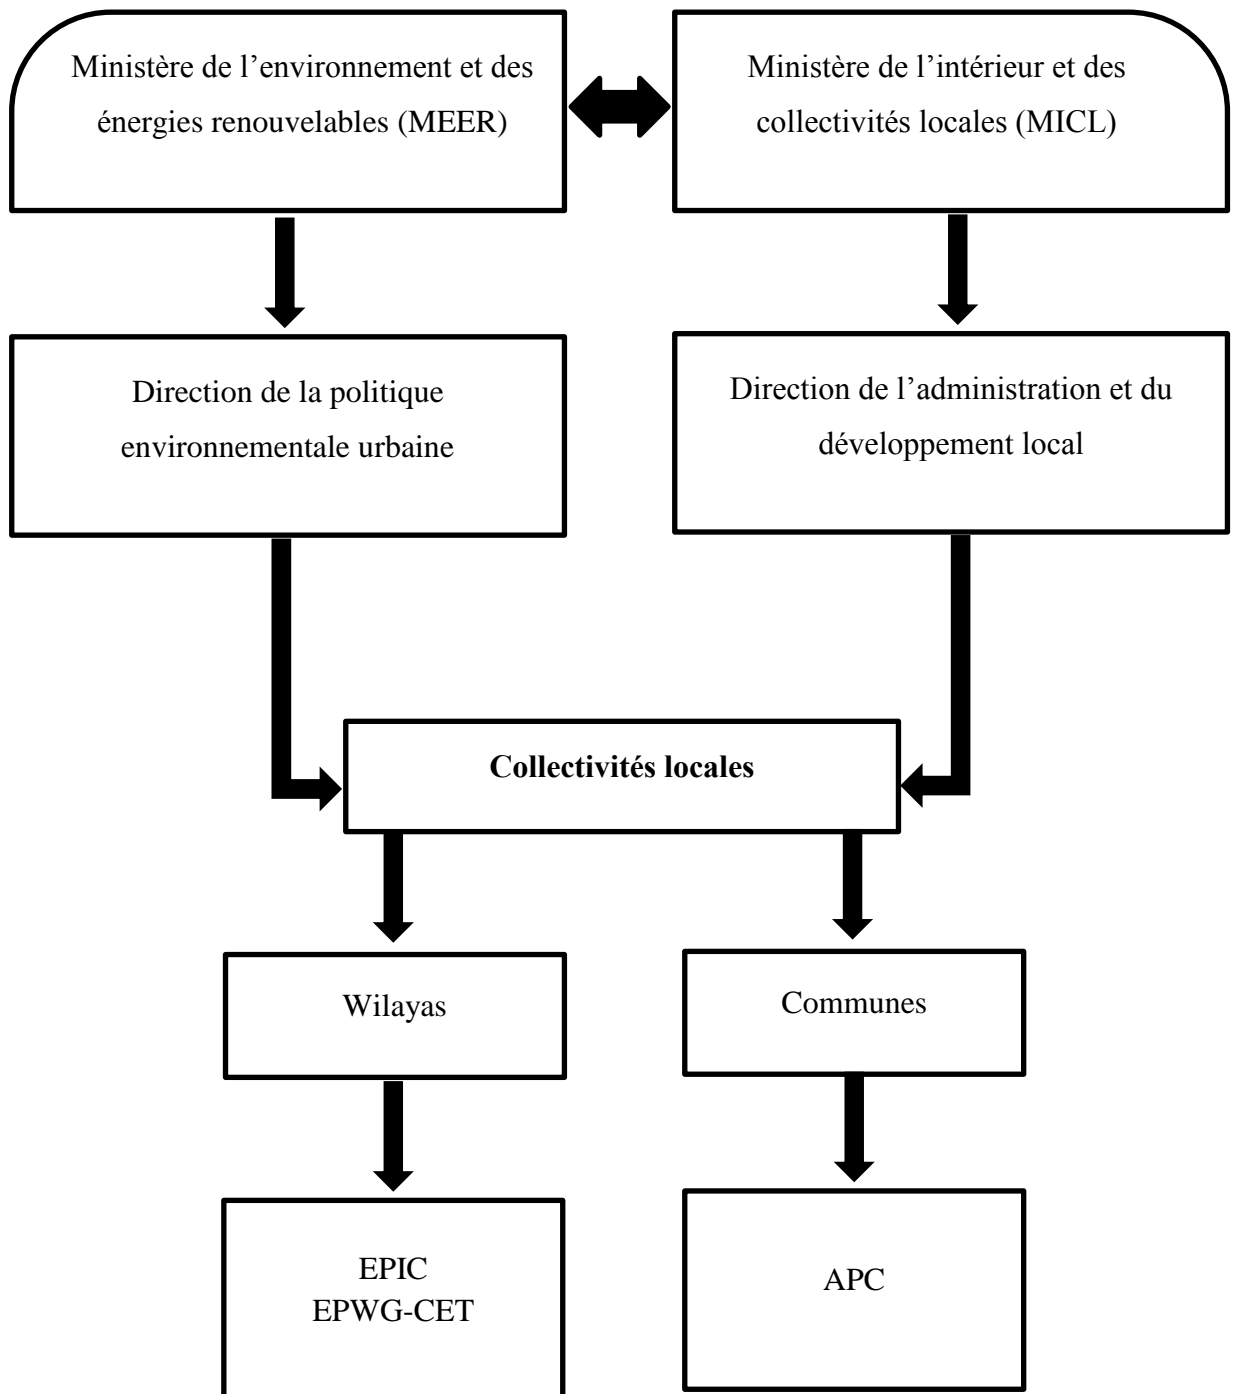 Ministère de l’environnement et des
énergies renouvelables (MEER)
Ministère de l’intérieur et des
collectivités locales (MICL)
Direction de la politique
environnementale urbaine
Direction de l’administration et du
développement local
Collectivités locales
Wilayas
Communes
EPIC
EPWG-CET
APC